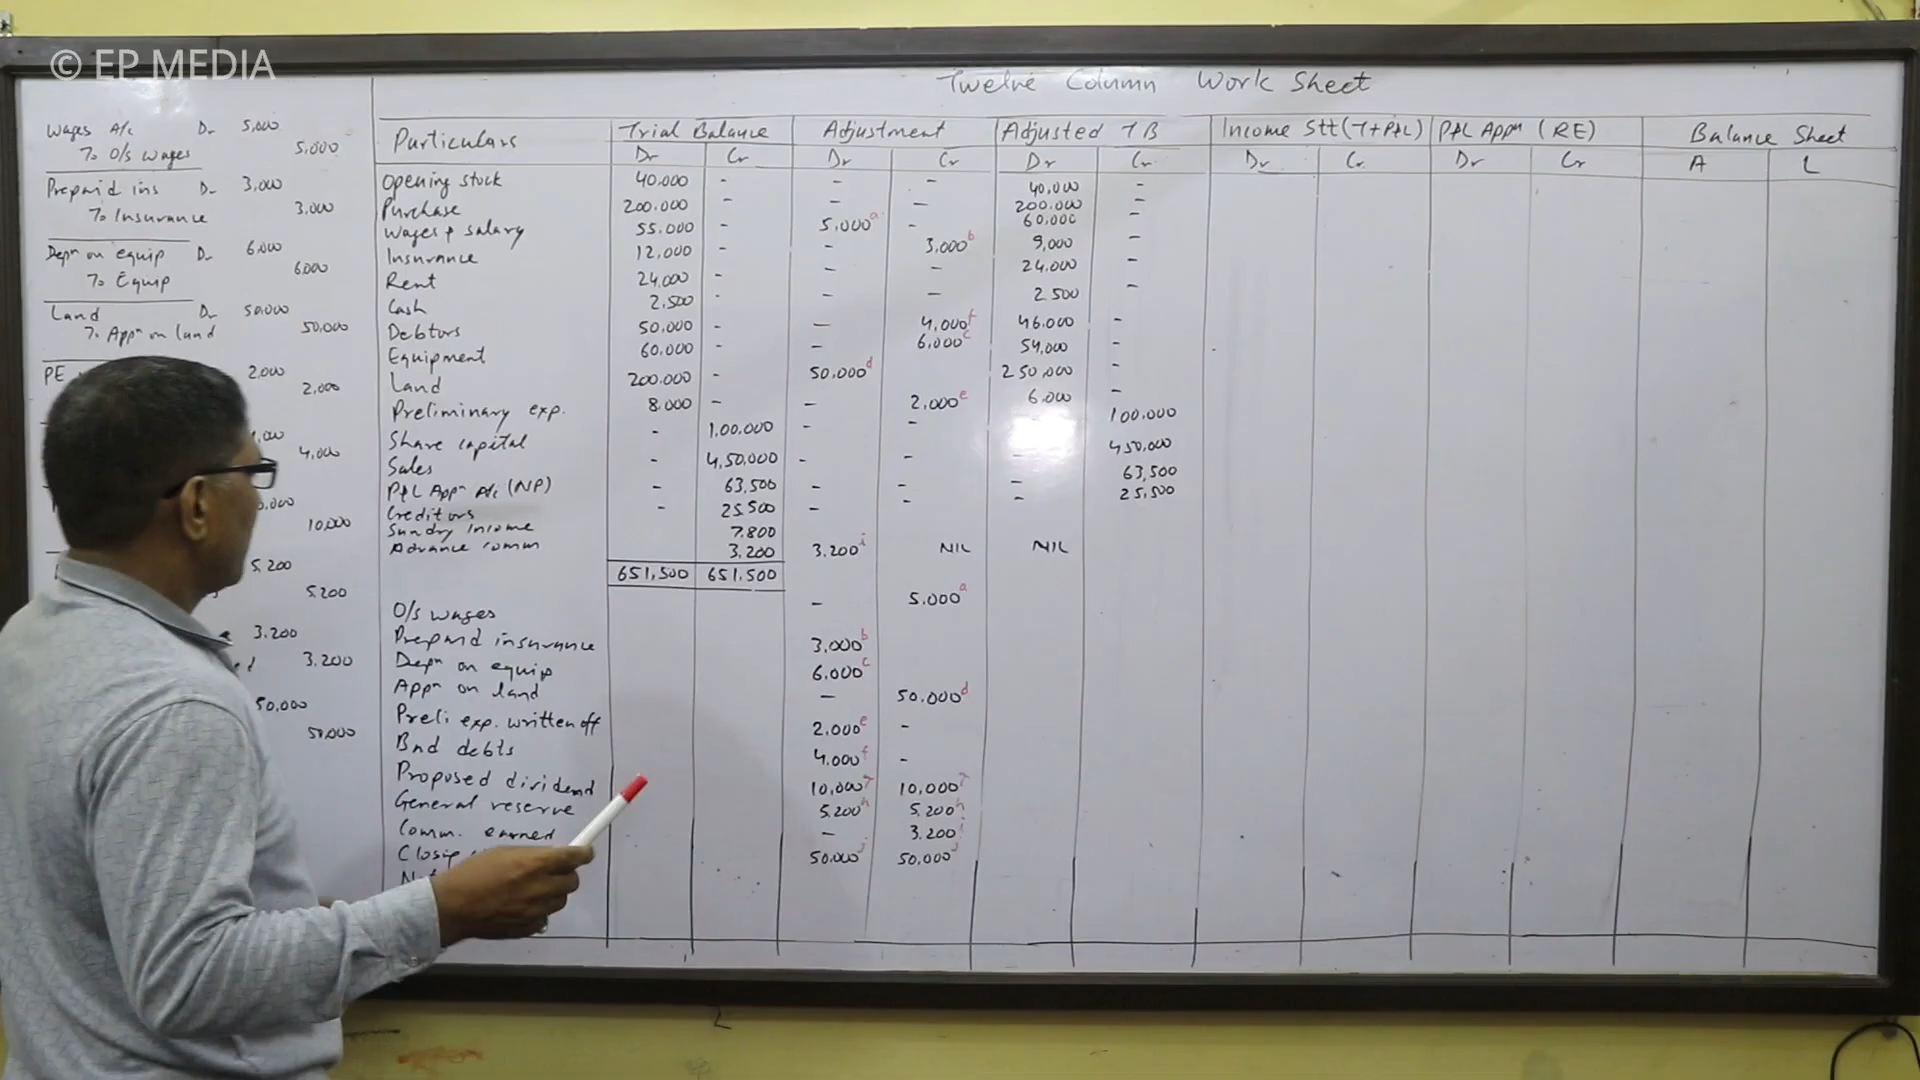 © EP MEDIA
Twelve Column Work Sheet
Wages A/c Dr 5,000
To O/s wages 5,000
Prepaid ins Dr 3,000
To Insurance 3,000
Depn on equip Dr 6,000
To Equip 6,000
Land Dr 50,000
To Appn on land 50,000
PE 2,000
2,000
4,000
10,000
5,200
5,200
3,200
3,200
50,000
50,000
Particulars Trial Balance Adjustment Adjusted TB Income Stt (T+P&L) P&L Appn (RE) Balance Sheet
Dr Cr Dr Cr Dr Cr Dr Cr Dr Cr A L
Opening stock 40,000 - - - 40,000 -
Purchase 200,000 - - - 200,000 -
Wages & salary 55,000 - 5,000 a - 60,000 -
Insurance 12,000 - - 3,000 b 9,000 -
Rent 24,000 - - - 24,000 -
Cash 2,500 - - - 2,500 -
Debtors 50,000 - - 4,000 f 46,000 -
Equipment 60,000 - - 6,000 c 54,000 -
Land 200,000 - 50,000 d 250,000 -
Preliminary exp. 8,000 - - 2,000 e 6,000 -
Share capital - 1,00,000 - - 100,000
Sales - 4,50,000 - - - 450,000
P&L Appn A/c (NP) - 63,500 - - - 63,500
Creditors - 25,500 - - - 25,500
Sundry income 7,800
Advance comm 3,200 3,200 i NIL NIL
651,500 651,500
O/s wages - 5,000 a
Prepaid insurance 3,000 b
Depn on equip 6,000 c
Appn on land - 50,000 d
Preli exp. written off 2,000 e -
Bad debts 4,000 f -
Proposed dividend 10,000 10,000
General reserve 5,200 h 5,200 h
Comm. earned - 3,200 i
50,000 j 50,000 j